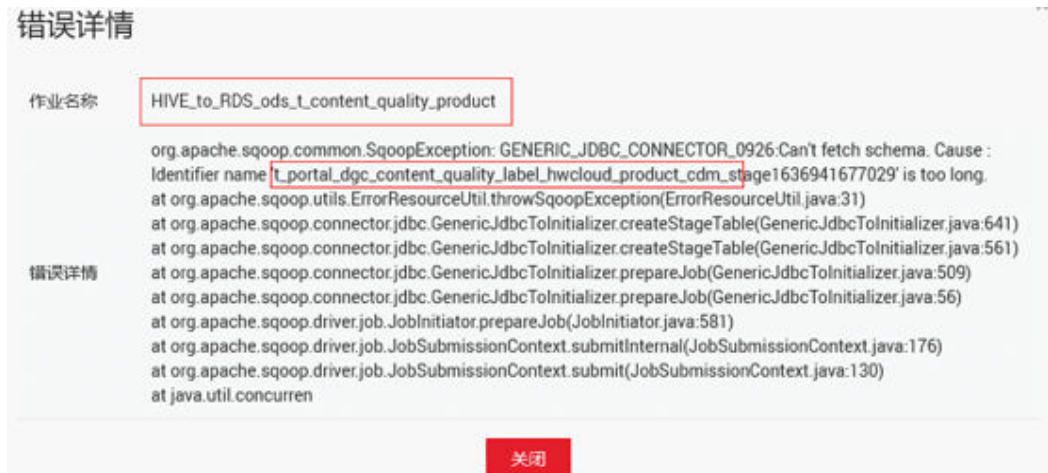 错误详情
作业名称
HIVE_to_RDS_ods_t_content_quality_product
org.apache.sqoop.common.SqoopException: GENERIC_JDBC_CONNECTOR_0926:Can't fetch schema. Cause :
Identifier name 't_portal_dgc_content_quality_label_hwcloud_product_cdm_stage1636941677029' is too long.
at org.apache.sqoop.utils.ErrorResourceUtil.throwSqoopException(ErrorResourceUtil.java:31)
at org.apache.sqoop.connector.jdbc.GenericJdbcToInitializer.createStageTable(GenericJdbcToInitializer.java:641)
at org.apache.sqoop.connector.jdbc.GenericJdbcToInitializer.createStageTable(GenericJdbcToInitializer.java:561)
错误详情
at org.apache.sqoop.connector.jdbc.GenericJdbcToInitializer.prepareJob(GenericJdbcToInitializer.java:509)
at org.apache.sqoop.connector.jdbc.GenericJdbcToInitializer.prepareJob(GenericJdbcToInitializer.java:56)
at org.apache.sqoop.driver.job.JobInitiator.prepareJob(JobInitiator.java:581)
at org.apache.sqoop.driver.job.JobSubmissionContext.submitInternal(JobSubmissionContext.java:176)
at org.apache.sqoop.driver.job.JobSubmissionContext.submit(JobSubmissionContext.java:130)
at java.util.concurren
关闭